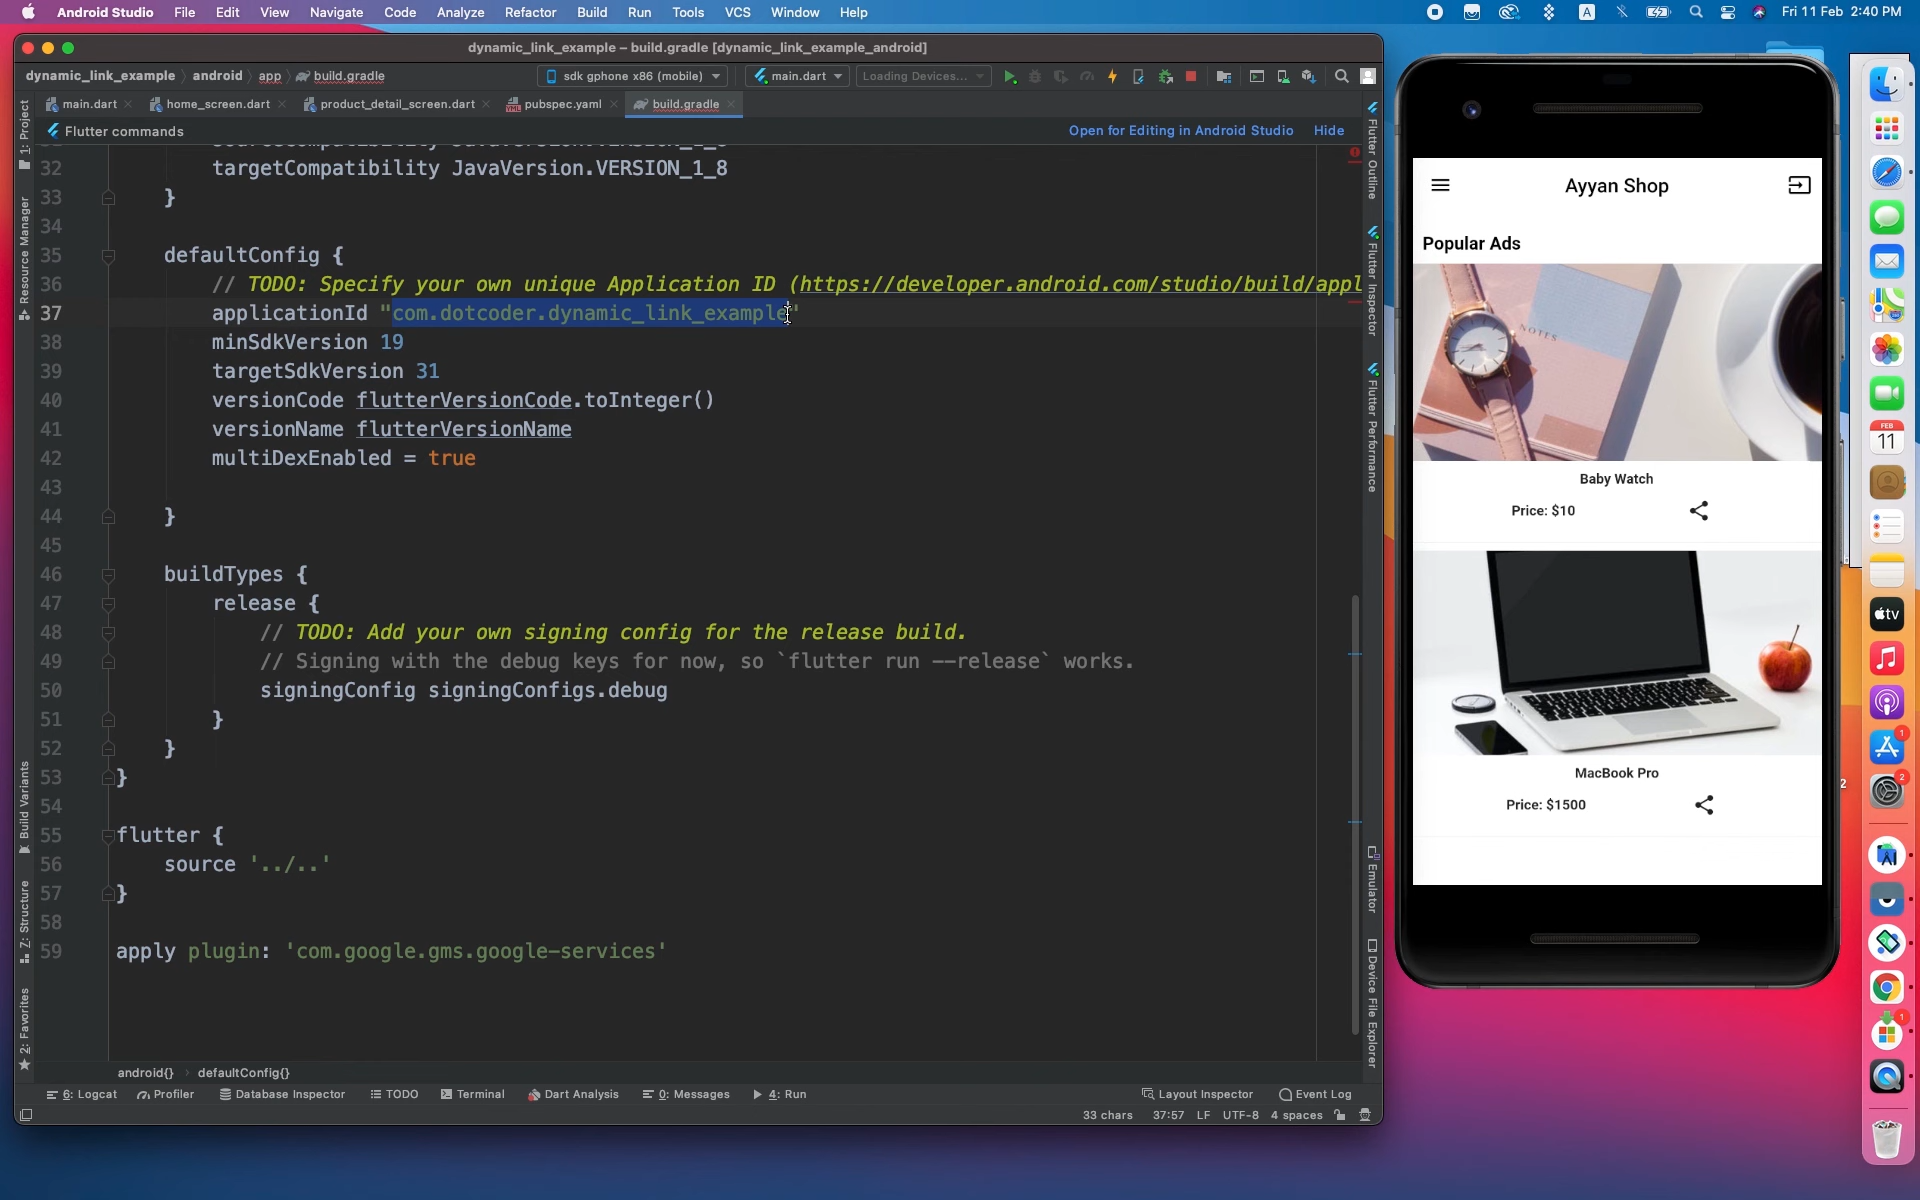 Android Studio File Edit View Navigate Code Analyze Refactor Build Run Tools VCS Window Help
A Fri 11 Feb 2:40 PM
dynamic_link_example – build.gradle [dynamic_link_example_android]
dynamic_link_example android app build.gradle
sdk gphone x86 (mobile) main.dart Loading Devices...
main.dart home_screen.dart product_detail_screen.dart pubspec.yaml build.gradle
Flutter commands
Open for Editing in Android Studio Hide
32 targetCompatibility JavaVersion.VERSION_1_8
33 }
34
35 defaultConfig {
36 // TODO: Specify your own unique Application ID (https://developer.android.com/studio/build/appl
37 applicationId "com.dotcoder.dynamic_link_example"
38 minSdkVersion 19
39 targetSdkVersion 31
40 versionCode flutterVersionCode.toInteger()
41 versionName flutterVersionName
42 multiDexEnabled = true
43
44 }
45
46 buildTypes {
47 release {
48 // TODO: Add your own signing config for the release build.
49 // Signing with the debug keys for now, so `flutter run --release` works.
50 signingConfig signingConfigs.debug
51 }
52 }
53 }
54
55 flutter {
56 source '../..'
57 }
58
59 apply plugin: 'com.google.gms.google-services'
android{} › defaultConfig{}
6: Logcat Profiler Database Inspector TODO Terminal Dart Analysis 0: Messages 4: Run Layout Inspector Event Log
33 chars 37:57 LF UTF-8 4 spaces
1: Project
Resource Manager
Build Variants
Z: Structure
2: Favorites
Flutter Outline
Flutter Inspector
Flutter Performance
Emulator
Device File Explorer
Ayyan Shop
Popular Ads
NOTES
Baby Watch
Price: $10
MacBook Pro
Price: $1500
FEB
11
tv
1
2
2
1